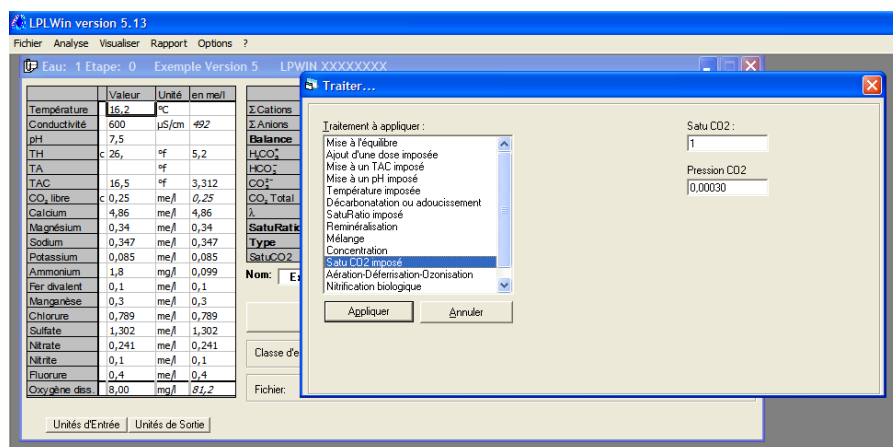 LPLWin version 5.13
Fichier Analyse Visualiser Rapport Options ?
Eau: 1 Etape: 0 Exemple Version 5 LPWIN XXXXXXXX
Valeur Unité en me/l
Température 16,2 °C
Conductivité 600 µS/cm 492
pH 7,5
TH c 26, °f 5,2
TA °f
TAC 16,5 °f 3,312
CO₂ libre c 0,25 me/l 0,25
Calcium 4,86 me/l 4,86
Magnésium 0,34 me/l 0,34
Sodium 0,347 me/l 0,347
Potassium 0,085 me/l 0,085
Ammonium 1,8 mg/l 0,099
Fer divalent 0,1 me/l 0,1
Manganèse 0,3 me/l 0,3
Chlorure 0,789 me/l 0,789
Sulfate 1,302 me/l 1,302
Nitrate 0,241 me/l 0,241
Nitrite 0,1 me/l 0,1
Fluorure 0,4 me/l 0,4
Oxygène diss. 8,00 mg/l 81,2
Unités d'Entrée Unités de Sortie
Σ Cations
Σ Anions
Balance
H₂CO₃*
HCO₃⁻
CO₃²⁻
CO₂ Total
λ
SatuRatio
Type
SatuCO2
Nom: Ex
Classe d'e
Fichier:
Traiter...
Traitement à appliquer :
Mise à l'équilibre
Ajout d'une dose imposée
Mise à un TAC imposé
Mise à un pH imposé
Température imposée
Décarbonatation ou adoucissement
SatuRatio imposé
Reminéralisation
Mélange
Concentration
Satu CO2 imposé
Aération-Déferrisation-Ozonisation
Nitrification biologique
Appliquer Annuler
Satu CO2 :
1
Pression CO2
0,00030